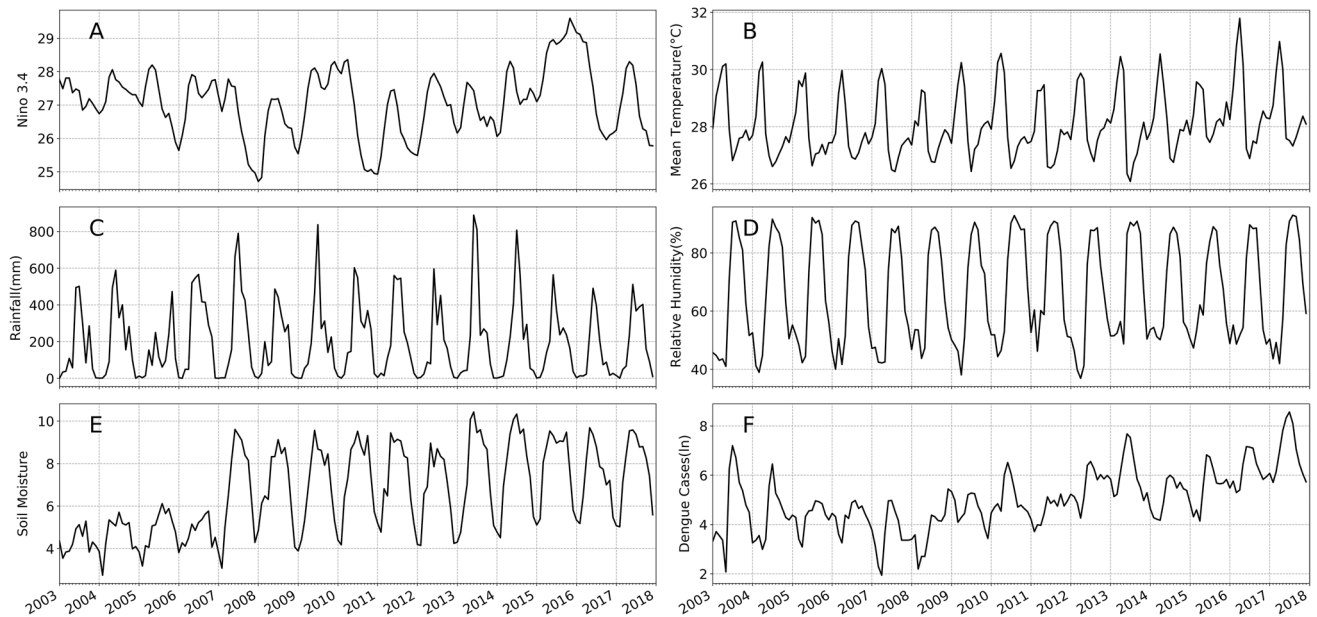 A
Nino 3.4
29
28
27
26
25
B
Mean Temperature(°C)
32
30
28
26
C
Rainfall(mm)
800
600
400
200
0
D
Relative Humidity(%)
80
60
40
E
Soil Moisture
10
8
6
4
2003 2004 2005 2006 2007 2008 2009 2010 2011 2012 2013 2014 2015 2016 2017 2018
F
Dengue Cases(ln)
8
6
4
2
2003 2004 2005 2006 2007 2008 2009 2010 2011 2012 2013 2014 2015 2016 2017 2018